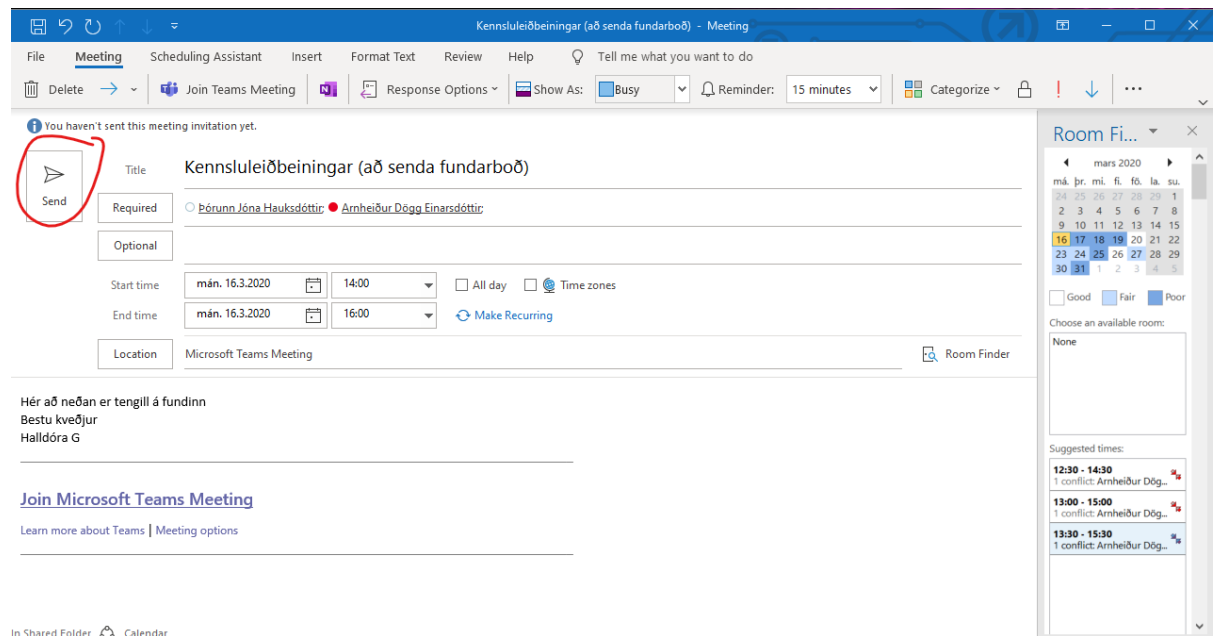 Kennsluleiðbeiningar (að senda fundarboð) - Meeting
File Meeting Scheduling Assistant Insert Format Text Review Help Tell me what you want to do
Delete Join Teams Meeting Response Options Show As: Busy Reminder: 15 minutes Categorize
You haven't sent this meeting invitation yet.
Send
Title Kennsluleiðbeiningar (að senda fundarboð)
Required Þórunn Jóna Hauksdóttir; Arnheiður Dögg Einarsdóttir;
Optional
Start time mán. 16.3.2020 14:00 All day Time zones
End time mán. 16.3.2020 16:00 Make Recurring
Location Microsoft Teams Meeting Room Finder
Hér að neðan er tengill á fundinn
Bestu kveðjur
Halldóra G
Join Microsoft Teams Meeting
Learn more about Teams | Meeting options
In Shared Folder Calendar
Room Fi...
mars 2020
má. þr. mi. fi. fö. la. su.
24 25 26 27 28 29 1
2 3 4 5 6 7 8
9 10 11 12 13 14 15
16 17 18 19 20 21 22
23 24 25 26 27 28 29
30 31 1 2 3 4 5
Good Fair Poor
Choose an available room:
None
Suggested times:
12:30 - 14:30
1 conflict: Arnheiður Dög...
13:00 - 15:00
1 conflict: Arnheiður Dög...
13:30 - 15:30
1 conflict: Arnheiður Dög...